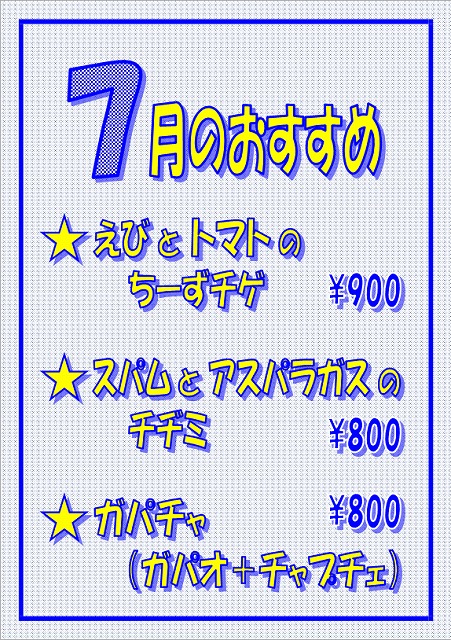 7月のおすすめ
★えびとトマトの
ちーずチゲ ¥900
★スパムとアスパラガスの
チヂミ ¥800
★ガパチャ ¥800
(ガパオ+チャプチェ)